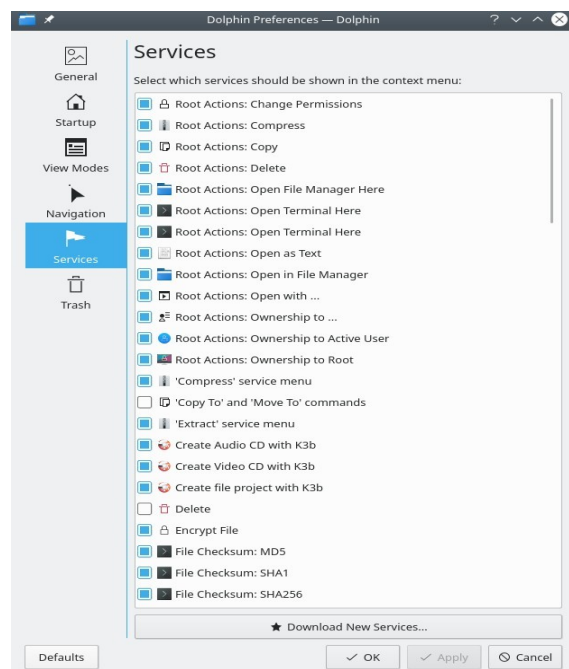 Dolphin Preferences — Dolphin
General
Startup
View Modes
Navigation
Services
Trash
Services
Select which services should be shown in the context menu:
Root Actions: Change Permissions
Root Actions: Compress
Root Actions: Copy
Root Actions: Delete
Root Actions: Open File Manager Here
Root Actions: Open Terminal Here
Root Actions: Open Terminal Here
Root Actions: Open as Text
Root Actions: Open in File Manager
Root Actions: Open with ...
Root Actions: Ownership to ...
Root Actions: Ownership to Active User
Root Actions: Ownership to Root
'Compress' service menu
'Copy To' and 'Move To' commands
'Extract' service menu
Create Audio CD with K3b
Create Video CD with K3b
Create file project with K3b
Delete
Encrypt File
File Checksum: MD5
File Checksum: SHA1
File Checksum: SHA256
Download New Services...
Defaults
OK
Apply
Cancel